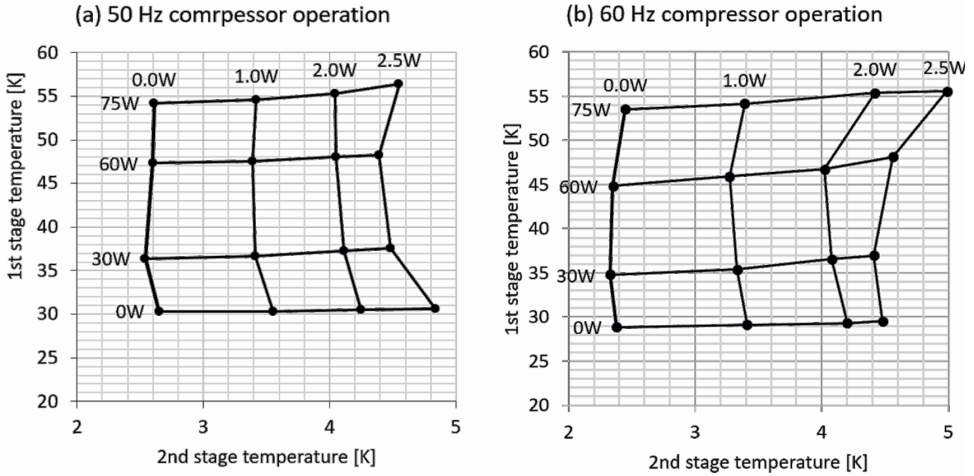 (a) 50 Hz comrpessor operation
1st stage temperature [K]
60
55
50
45
40
35
30
25
20
0.0W
1.0W
2.0W
2.5W
75W
60W
30W
0W
2
3
4
5
2nd stage temperature [K]
(b) 60 Hz compressor operation
1st stage temperature [K]
60
55
50
45
40
35
30
25
20
0.0W
1.0W
2.0W
2.5W
75W
60W
30W
0W
2
3
4
5
2nd stage temperature [K]